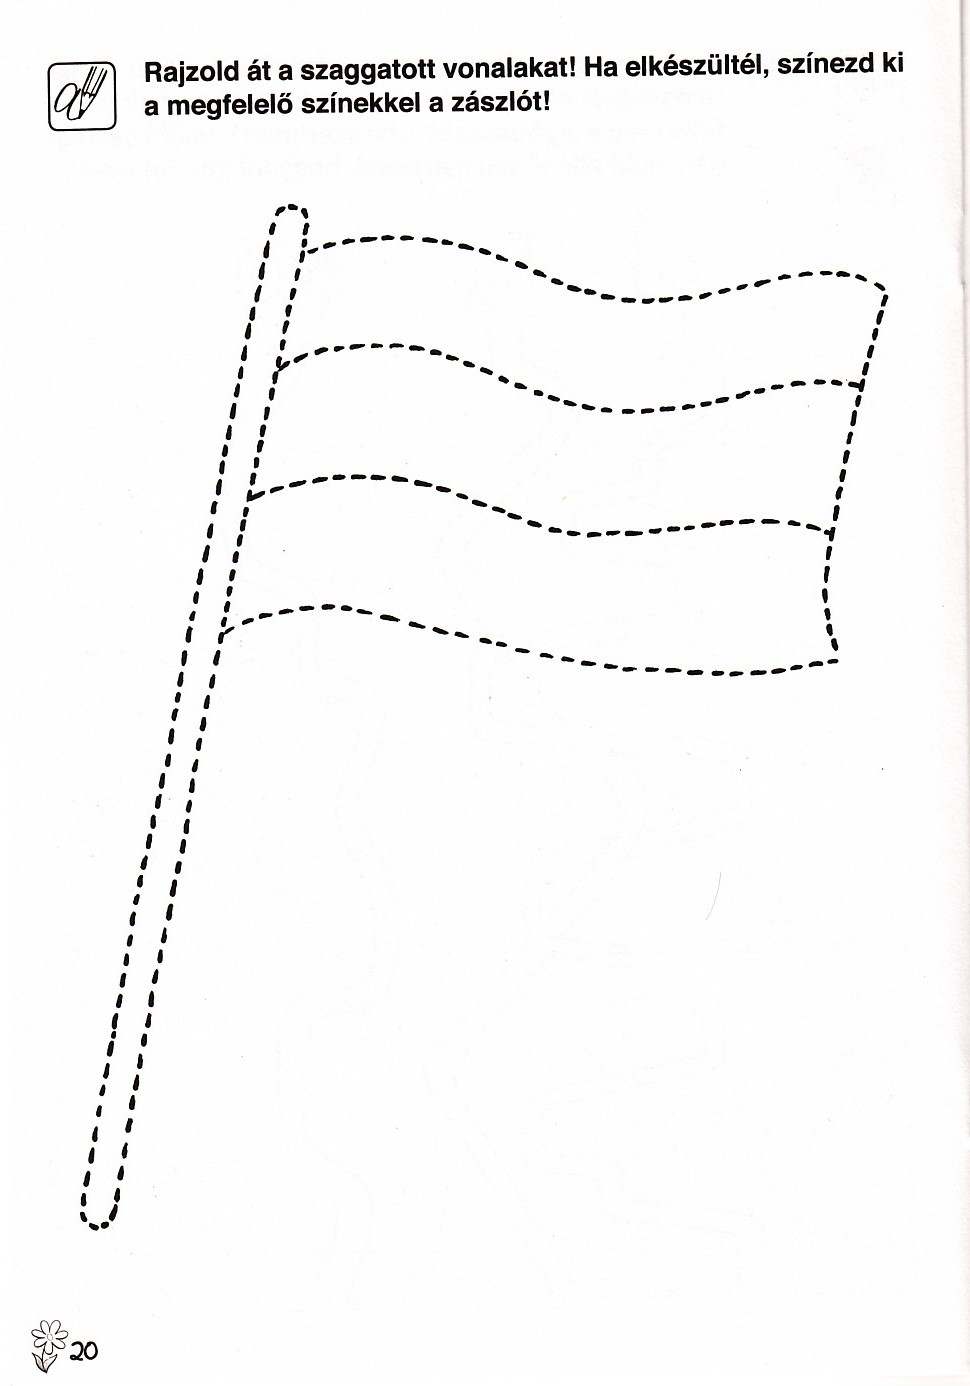 Rajzold át a szaggatott vonalakat! Ha elkészültél, színezd ki
a megfelelő színekkel a zászlót!
20